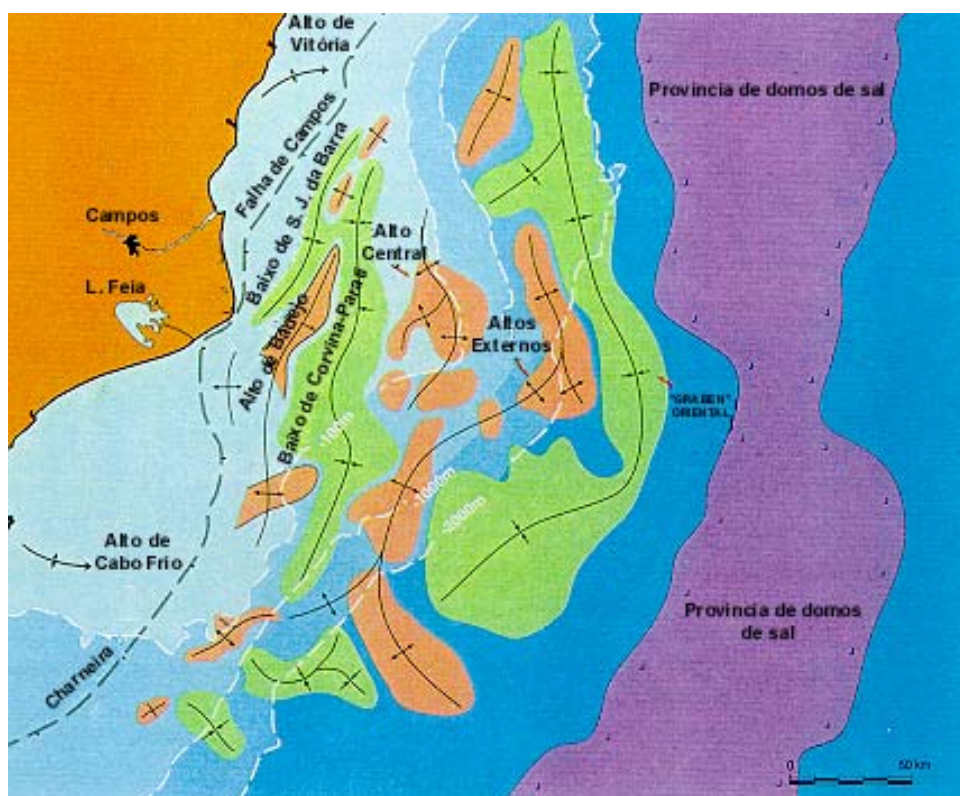 Alto de
Vitória
Provincia de domos de sal
Falha de Campos
Baixo de S. J. da Barra
Campos
Alto
Central
L. Feia
Alto de Badejo
Baixo de Corvina-Parati
Altos
Externos
"GRABEN"
ORIENTAL
-100m
-1000m
-2000m
Alto de
Cabo Frio
Provincia de domos
de sal
Charneira
0
50 km